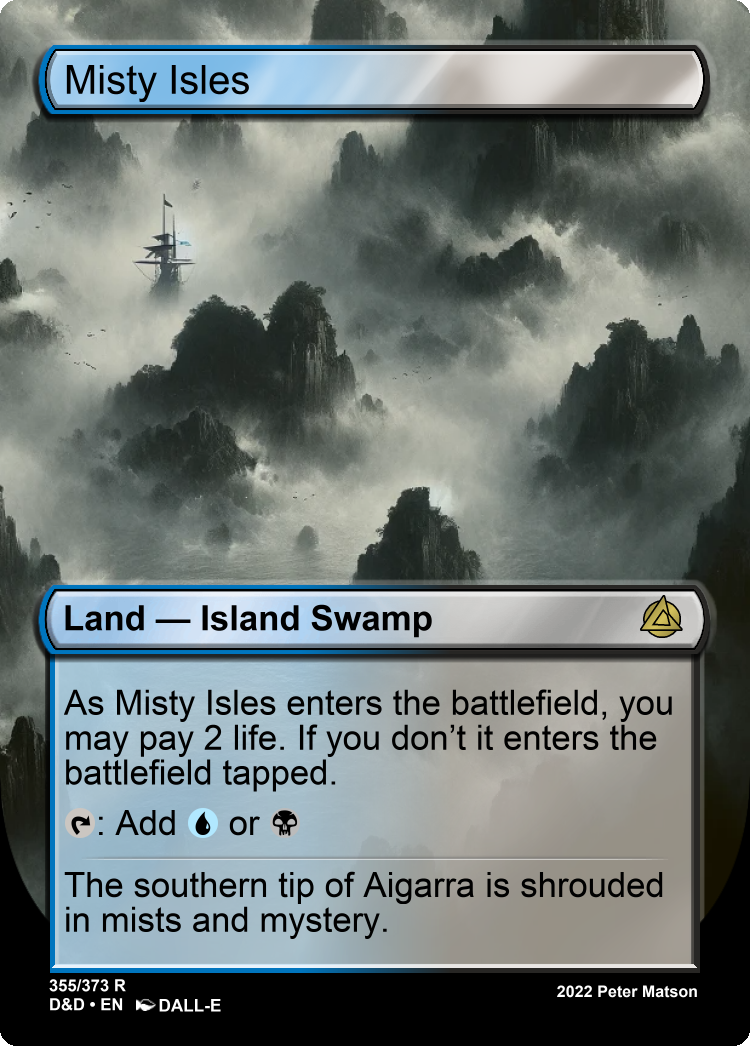 Misty Isles
Land — Island Swamp
As Misty Isles enters the battlefield, you
may pay 2 life. If you don’t it enters the
battlefield tapped.
: Add or
The southern tip of Aigarra is shrouded
in mists and mystery.
355/373 R
D&D • EN DALL-E
2022 Peter Matson